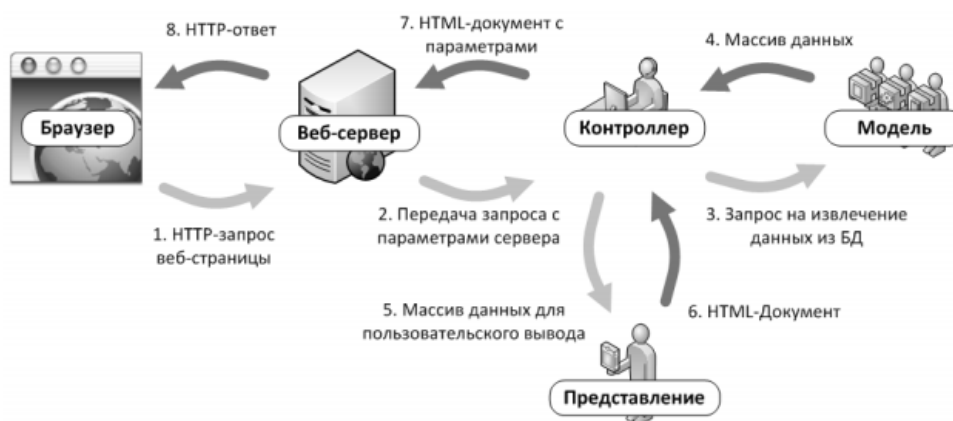 8. HTTP-ответ
7. HTML-документ с
параметрами
4. Массив данных
Браузер
Веб-сервер
Контроллер
Модель
1. HTTP-запрос
веб-страницы
2. Передача запроса с
параметрами сервера
3. Запрос на извлечение
данных из БД
5. Массив данных для
пользовательского вывода
6. HTML-Документ
Представление